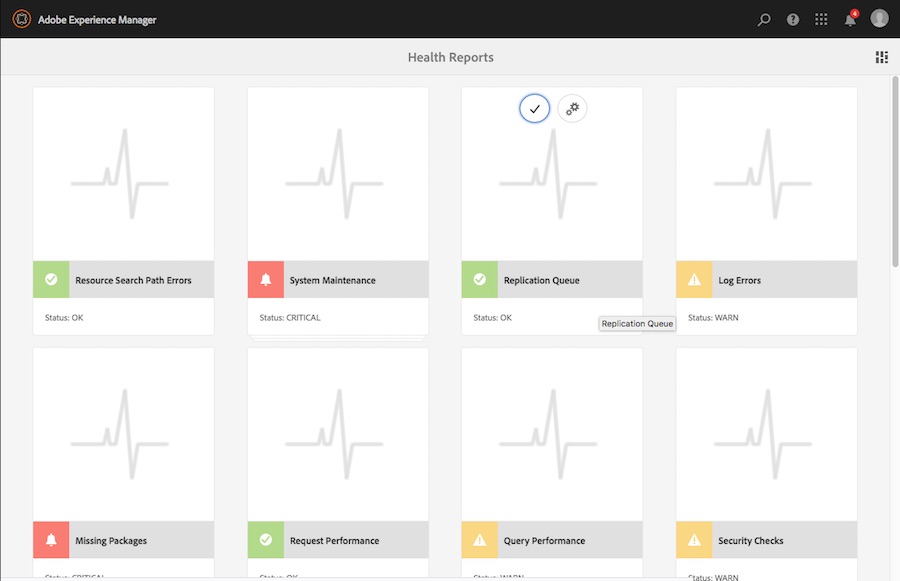 Adobe Experience Manager
4
Health Reports
Resource Search Path Errors
System Maintenance
Replication Queue
Log Errors
Status: OK
Status: CRITICAL
Status: OK
Replication Queue
Status: WARN
Missing Packages
Request Performance
Query Performance
Security Checks
Status: CRITICAL
Status: OK
Status: WARN
Status: WARN